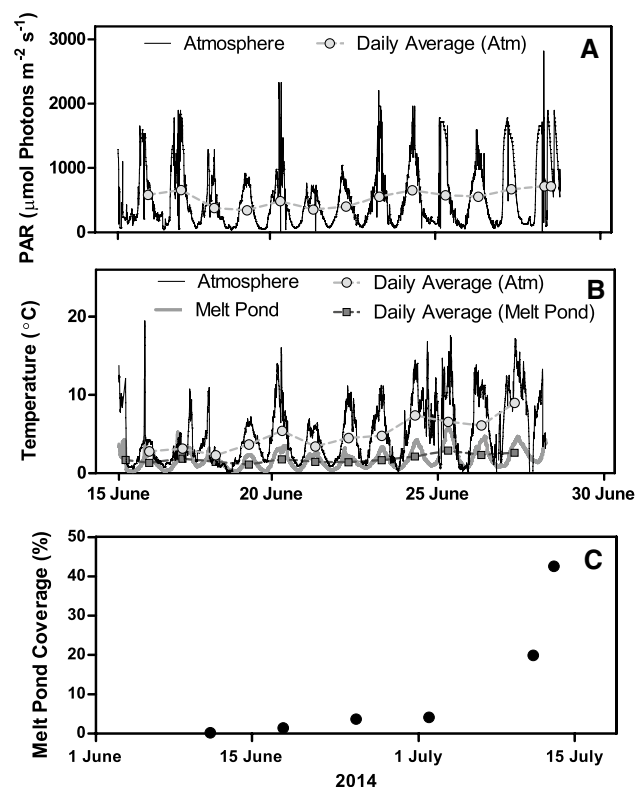 Atmosphere Daily Average (Atm) A
PAR (μmol Photons m⁻² s⁻¹)
3000
2000
1000
0
Atmosphere Daily Average (Atm) B
Melt Pond Daily Average (Melt Pond)
Temperature (°C)
20
10
0
15 June 20 June 25 June 30 June
C
Melt Pond Coverage (%)
50
40
30
20
10
0
1 June 15 June 1 July 15 July
2014